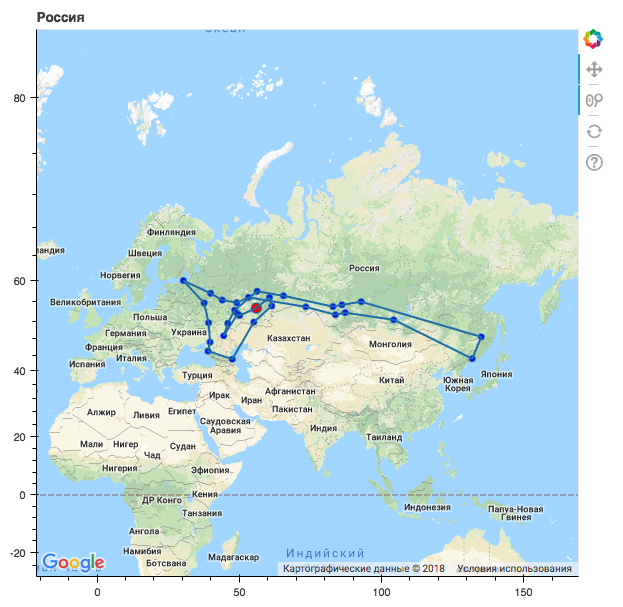 Россия
океан
80
60
40
20
0
-20
Финляндия
Швеция
Норвегия
Россия
Великобритания
Польша
Германия
Украина
Франция
Казахстан
Монголия
Италия
Испания
Турция
Китай
Южная
Корея
Япония
Ирак
Иран
Афганистан
Пакистан
Алжир
Ливия
Египет
Саудовская
Аравия
Индия
Таиланд
Мали
Нигер
Чад
Судан
Нигерия
Эфиопия
ДР Конго
Кения
Танзания
Индонезия
Папуа-Новая
Гвинея
Ангола
Намибия
Ботсвана
Мадагаскар
Индийский
Google
Картографические данные © 2018 Условия использования
0
50
100
150